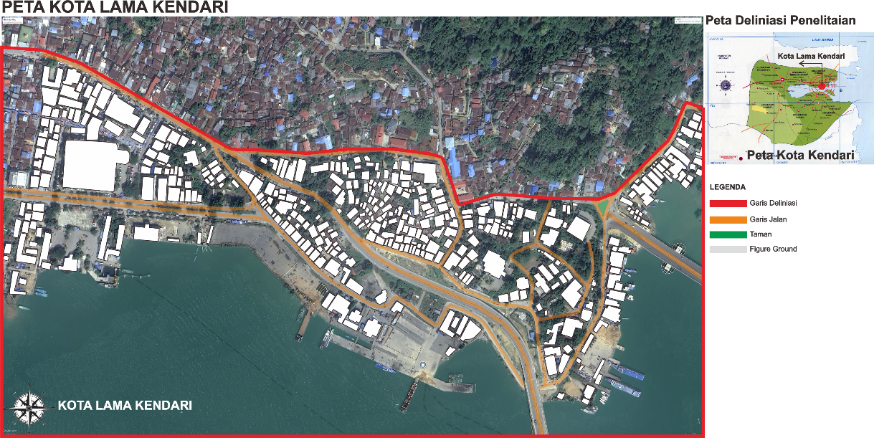 PETA KOTA LAMA KENDARI
Peta Deliniasi Penelitaian
Kota Lama Kendari
Peta Kota Kendari
LEGENDA
Garis Deliniasi
Garis Jalan
Taman
Figure Ground
KOTA LAMA KENDARI